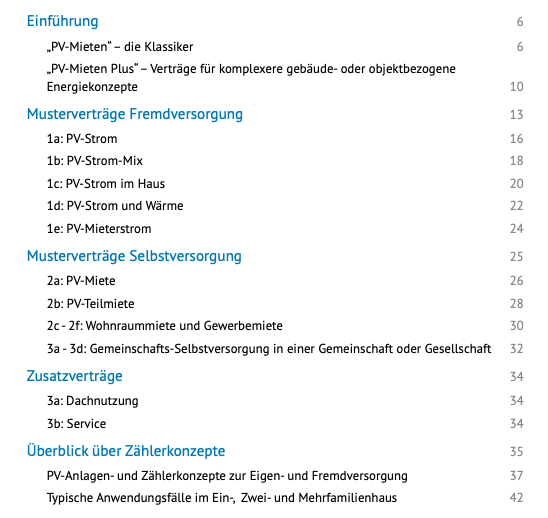 Einführung 6
„PV-Mieten“ – die Klassiker 6
„PV-Mieten Plus“ – Verträge für komplexere gebäude- oder objektbezogene
Energiekonzepte 10
Musterverträge Fremdversorgung 13
1a: PV-Strom 16
1b: PV-Strom-Mix 18
1c: PV-Strom im Haus 20
1d: PV-Strom und Wärme 22
1e: PV-Mieterstrom 24
Musterverträge Selbstversorgung 25
2a: PV-Miete 26
2b: PV-Teilmiete 28
2c - 2f: Wohnraummiete und Gewerbemiete 30
3a - 3d: Gemeinschafts-Selbstversorgung in einer Gemeinschaft oder Gesellschaft 32
Zusatzverträge 34
3a: Dachnutzung 34
3b: Service 34
Überblick über Zählerkonzepte 35
PV-Anlagen- und Zählerkonzepte zur Eigen- und Fremdversorgung 37
Typische Anwendungsfälle im Ein-, Zwei- und Mehrfamilienhaus 42